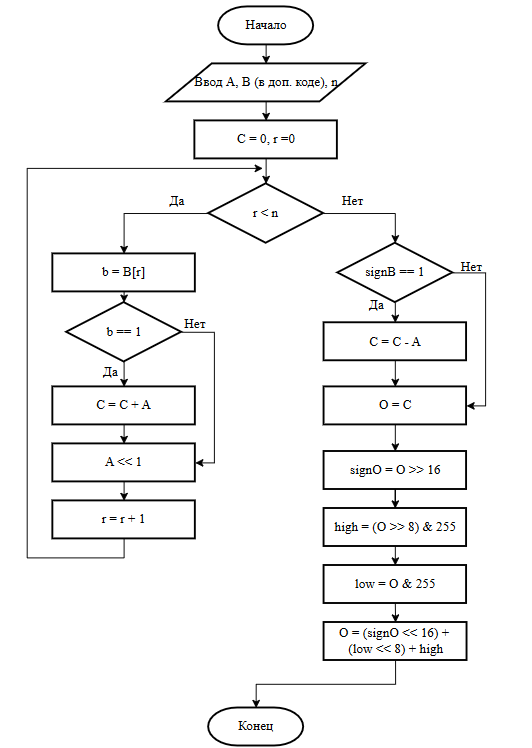 Начало
Ввод A, B (в доп. коде), n
C = 0, r =0
r < n
Да
Нет
b = B[r]
b == 1
Нет
Да
C = C + A
A << 1
r = r + 1
signB == 1
Нет
Да
C = C - A
O = C
signO = O >> 16
high = (O >> 8) & 255
low = O & 255
O = (signO << 16) +
(low << 8) + high
Конец